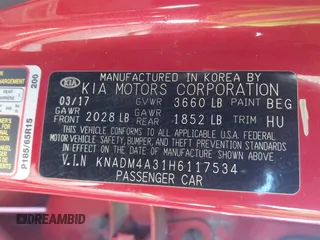 MANUFACTURED IN KOREA BY
KIA KIA MOTORS CORPORATION
03/17 GVWR 3660 LB PAINT BEG
GAWR GAWR
FRONT 2028 LB REAR 1852 LB TRIM HU
THIS VEHICLE CONFORMS TO ALL APPLICABLE U.S.A. FEDERAL
MOTOR VEHICLE SAFETY, BUMPER, AND THEFT PREVENTION
STANDARDS IN EFFECT ON THE DATE OF MANUFACTURE
V.I.N KNADM4A31H6117534
PASSENGER CAR
200
P185/65R15
DREAMBID